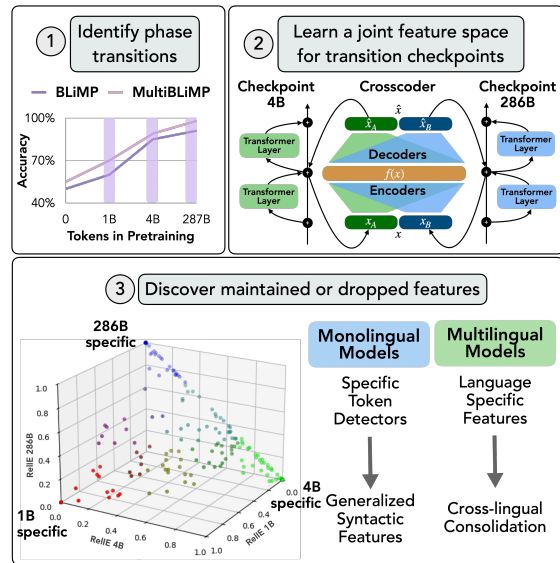 1
Identify phase
transitions
BLiMP
MultiBLiMP
100%
70%
40%
Accuracy
0
1B
4B
287B
Tokens in Pretraining
2
Learn a joint feature space
for transition checkpoints
Checkpoint
4B
Crosscoder
Checkpoint
286B
x̂
x̂A
x̂B
Decoders
f(x)
Encoders
xA
xB
x
Transformer
Layer
Transformer
Layer
Transformer
Layer
Transformer
Layer
3
Discover maintained or dropped features
286B
specific
1.0
0.8
0.6
0.4
0.2
0.0
RelIE 286B
1B
specific
0.0
0.2
0.4
0.6
0.8
1.0
RelIE 4B
4B
specific
0.0
0.2
0.4
0.6
0.8
1.0
RelIE 1B
Monolingual
Models
Specific
Token
Detectors
Generalized
Syntactic
Features
Multilingual
Models
Language
Specific
Features
Cross-lingual
Consolidation